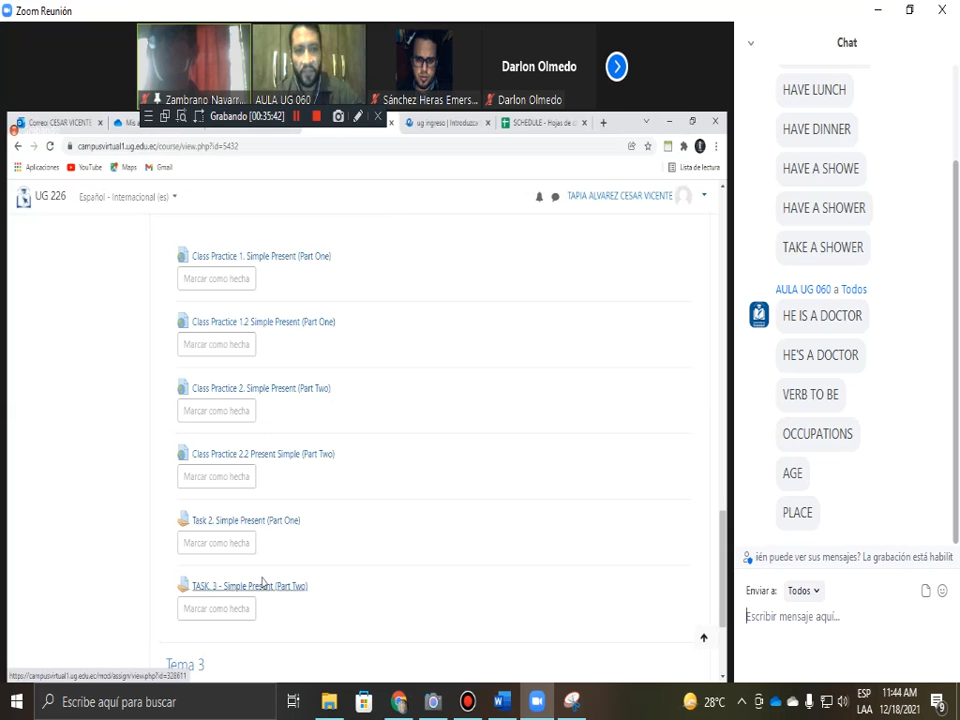 Zoom Reunión
Zambrano Navarr...
AULA UG 060
Sánchez Heras Emers...
Darlon Olmedo
Darlon Olmedo
Grabando [00:35:42]
Correo: CESAR VICENTE
Mis a
ug ingreso | Introduzca
SCHEDULE - Hojas de c
campusvirtual1.ug.edu.ec/course/view.php?id=5432
Aplicaciones
YouTube
Maps
Gmail
Lista de lectura
UG 226
Español - Internacional (es)
TAPIA ALVAREZ CESAR VICENTE
Class Practice 1. Simple Present (Part One)
Marcar como hecha
Class Practice 1.2 Simple Present (Part One)
Marcar como hecha
Class Practice 2. Simple Present (Part Two)
Marcar como hecha
Class Practice 2.2 Present Simple (Part Two)
Marcar como hecha
Task 2. Simple Present (Part One)
Marcar como hecha
TASK. 3 - Simple Present (Part Two)
Marcar como hecha
Tema 3
https://campusvirtual1.ug.edu.ec/mod/assign/view.php?id=328611
Chat
HAVE LUNCH
HAVE DINNER
HAVE A SHOWE
HAVE A SHOWER
TAKE A SHOWER
AULA UG 060 a Todos
HE IS A DOCTOR
HE'S A DOCTOR
VERB TO BE
OCCUPATIONS
AGE
PLACE
ién puede ver sus mensajes? La grabación está habilit
Enviar a: Todos
Escribir mensaje aquí...
Escribe aquí para buscar
28°C
ESP
LAA
11:44 AM
12/18/2021
9